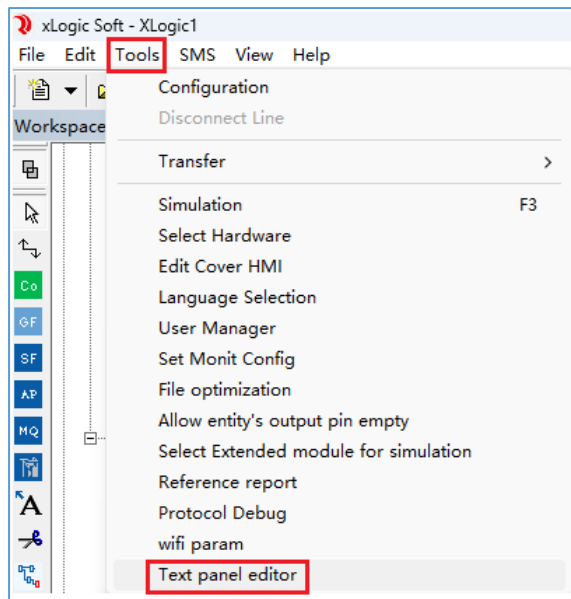 xLogic Soft - XLogic1
File Edit Tools SMS View Help
Configuration
Workspace
Disconnect Line
Transfer >
Simulation F3
Select Hardware
Edit Cover HMI
Co
Language Selection
GF
User Manager
SF
Set Monit Config
AP
File optimization
MQ
Allow entity's output pin empty
Select Extended module for simulation
Reference report
A
Protocol Debug
wifi param
Text panel editor